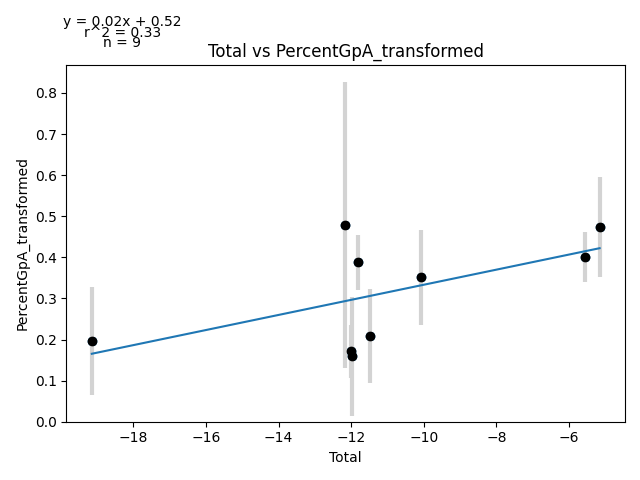 y = 0.02x + 0.52
r^2 = 0.33
n = 9
Total vs PercentGpA_transformed
PercentGpA_transformed
0.8
0.7
0.6
0.5
0.4
0.3
0.2
0.1
0.0
−18 −16 −14 −12 −10 −8 −6
Total